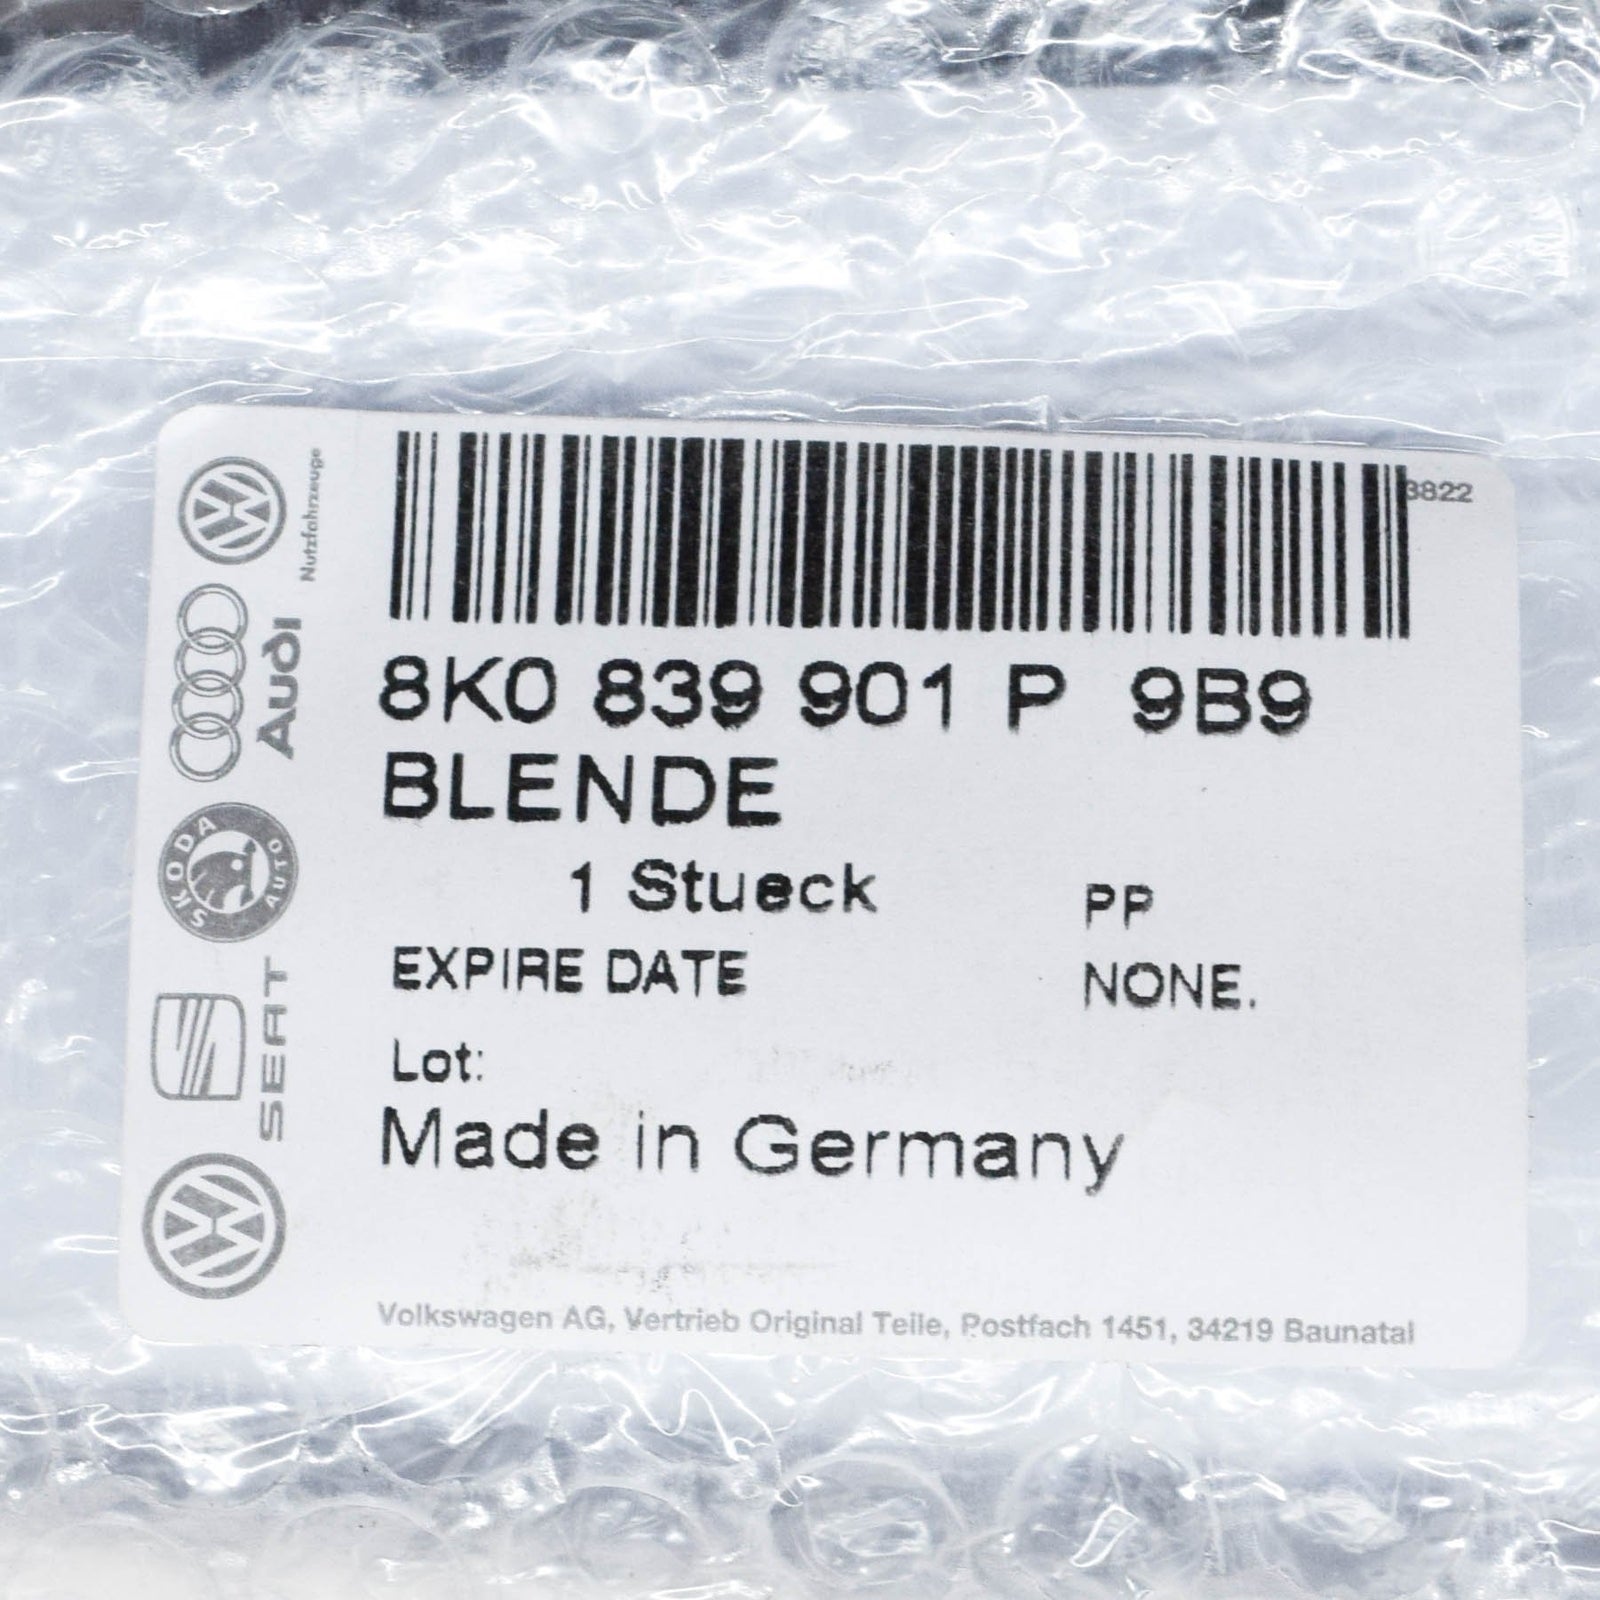 3822
8K0 839 901 P 9B9
BLENDE
1 Stueck PP
EXPIRE DATE NONE.
Lot:
Made in Germany
Volkswagen AG, Vertrieb Original Teile, Postfach 1451, 34219 Baunatal
Nutzfahrzeuge
Audi
SKODA AUTO
SEAT